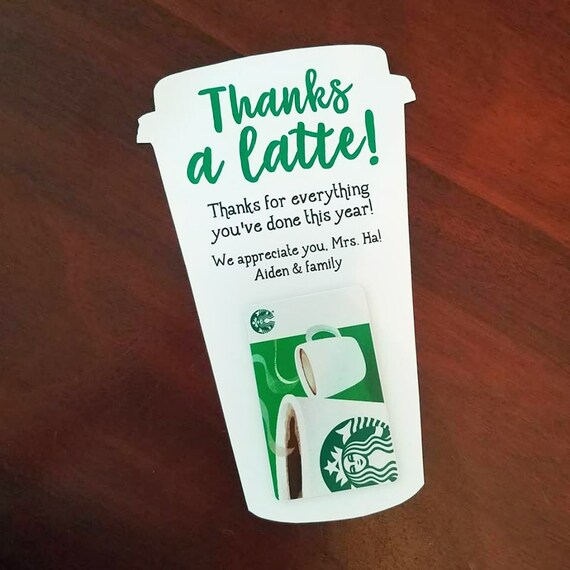 Thanks
a latte!
Thanks for everything
you've done this year!
We appreciate you, Mrs. Ha!
Aiden & family